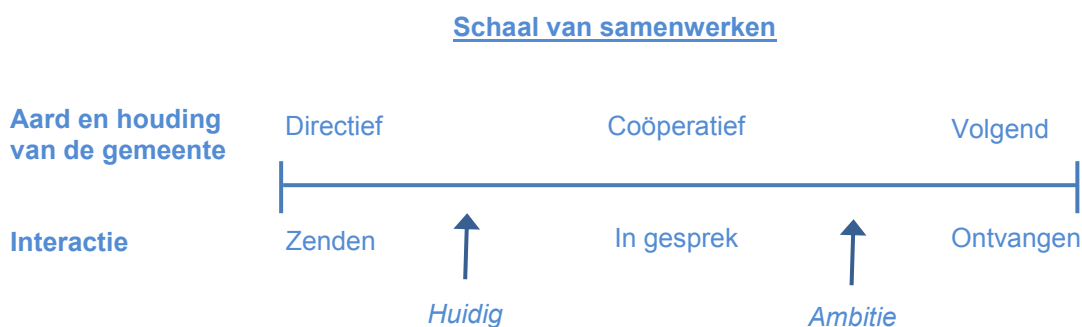 Schaal van samenwerken
Aard en houding
van de gemeente
Directief
Coöperatief
Volgend
Interactie
Zenden
In gesprek
Ontvangen
Huidig
Ambitie